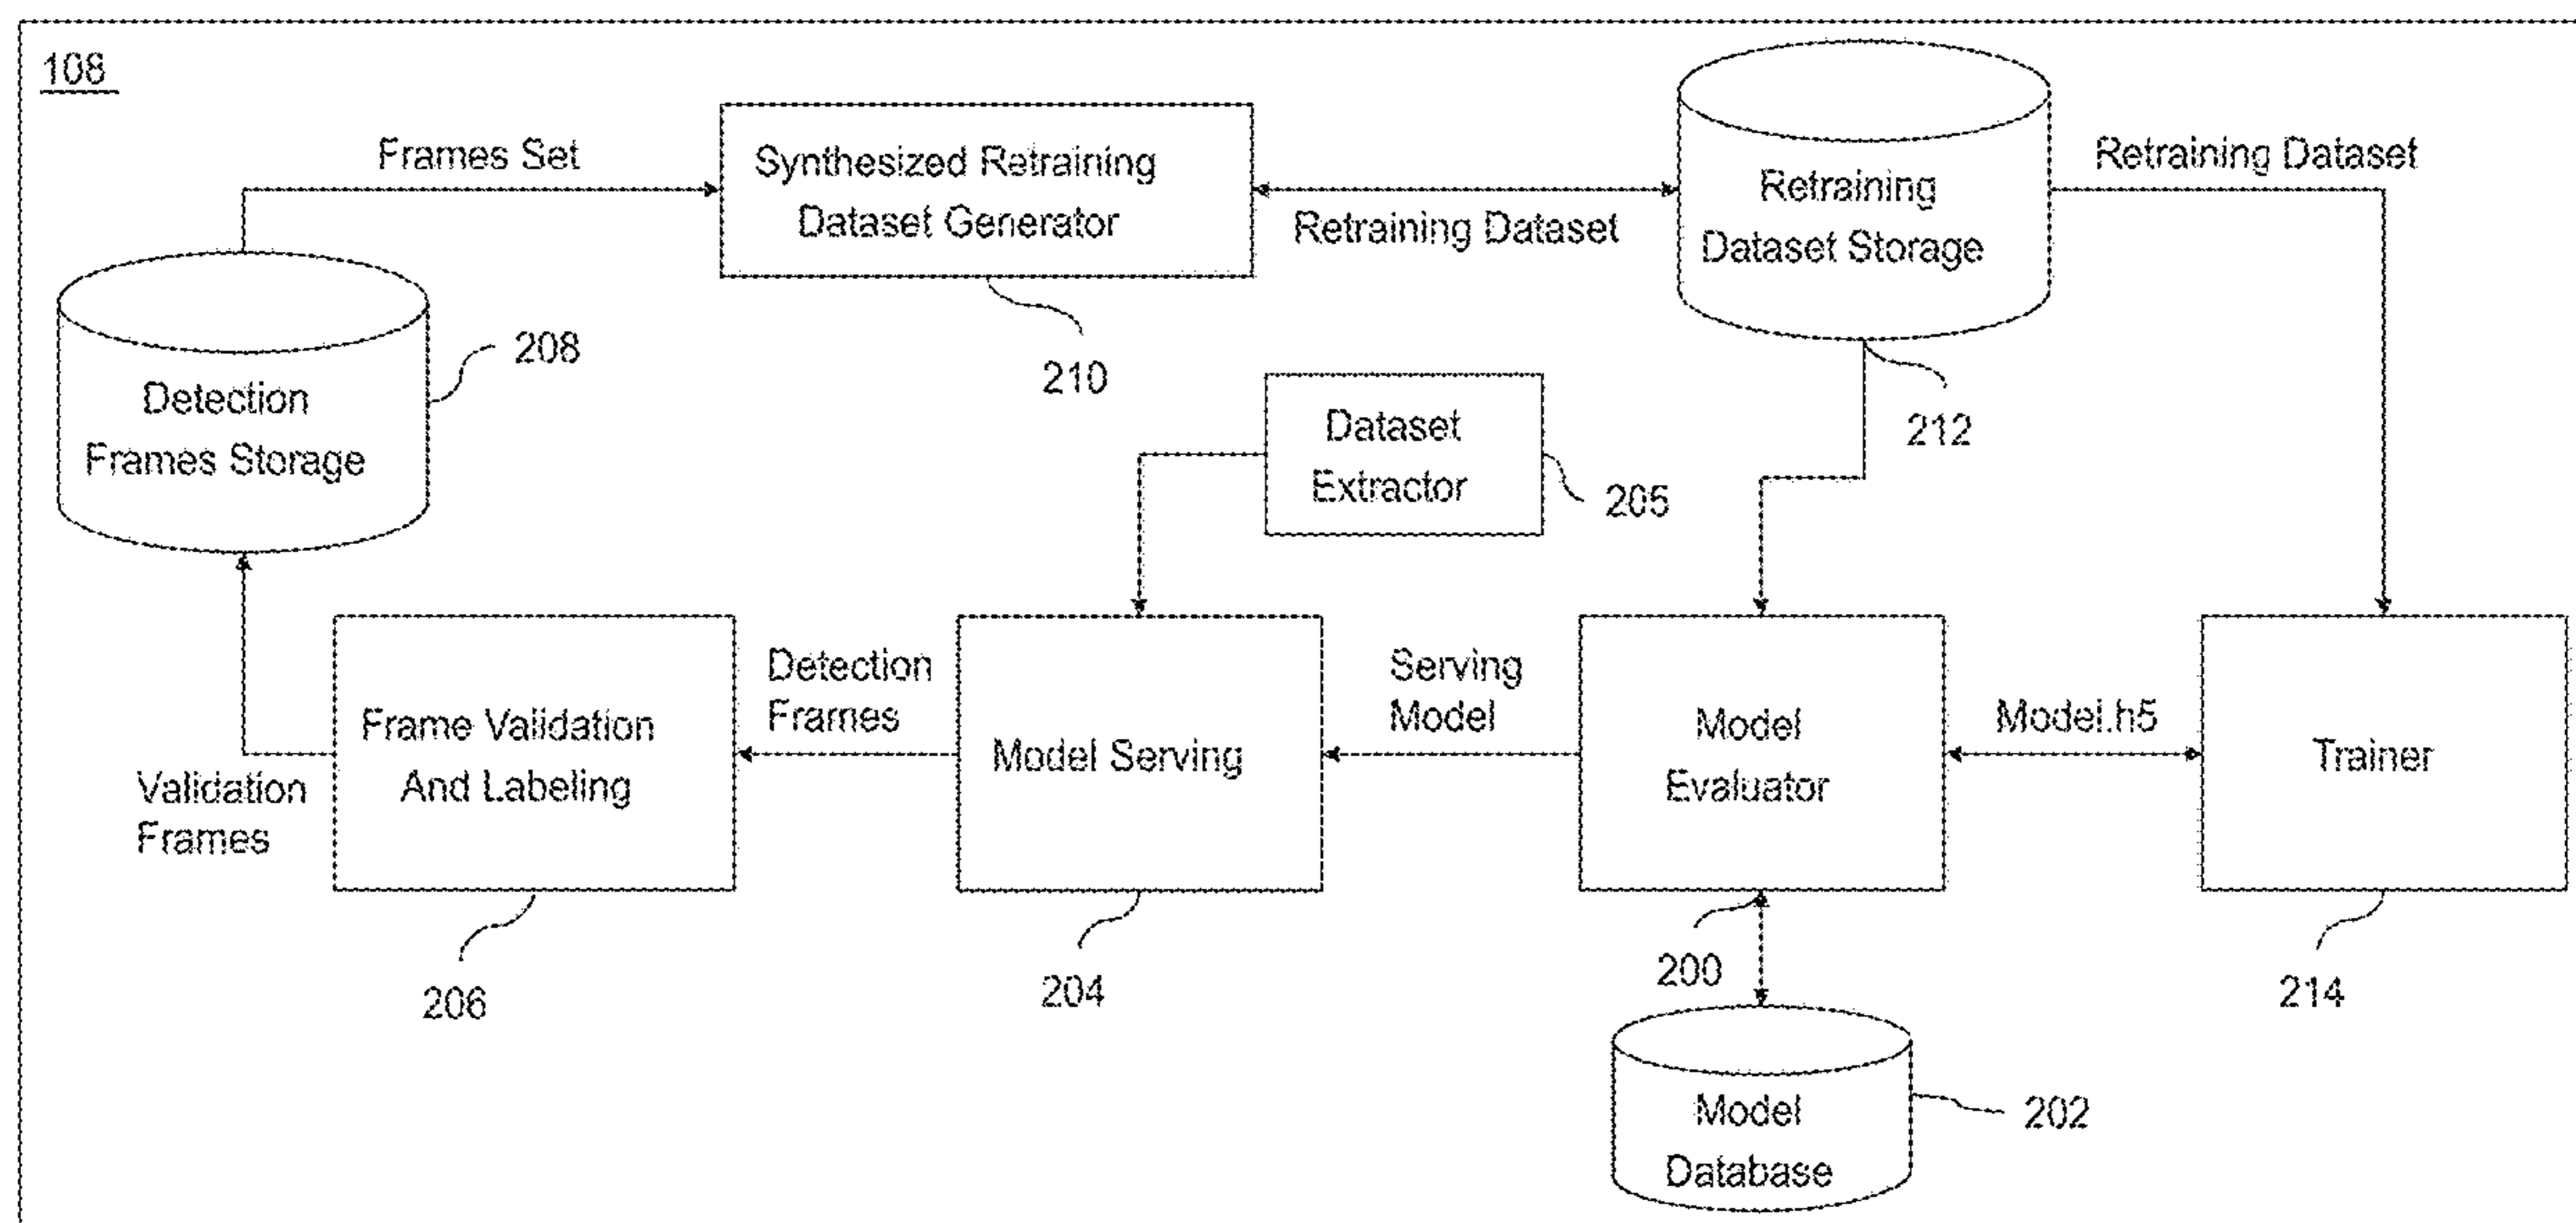 108
Frames Set
Synthesized Retraining
Dataset Generator
210
Retraining Dataset
Retraining
Dataset Storage
212
Retraining Dataset
Detection
Frames Storage
208
Dataset
Extractor
205
Validation
Frames
Frame Validation
And Labeling
206
Detection
Frames
Model Serving
204
Serving
Model
Model
Evaluator
200
Model.h5
Trainer
214
Model
Database
202